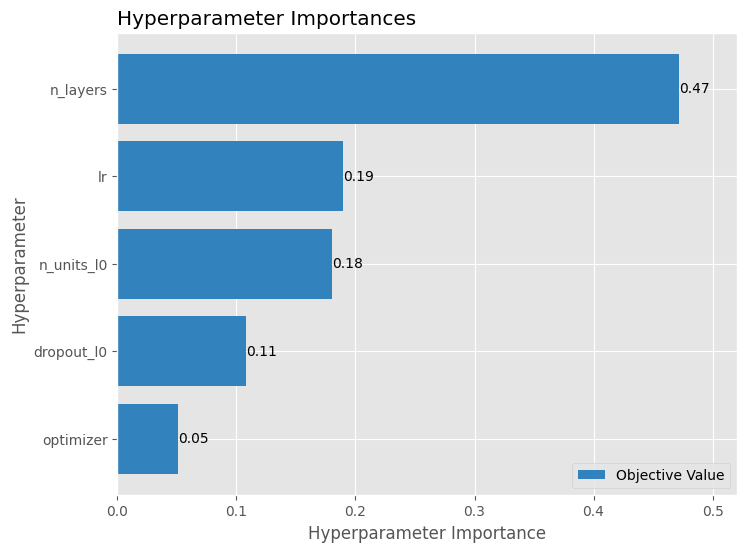 Hyperparameter Importances
Hyperparameter
n_layers
0.47
lr
0.19
n_units_l0
0.18
dropout_l0
0.11
optimizer
0.05
Objective Value
0.0
0.1
0.2
0.3
0.4
0.5
Hyperparameter Importance